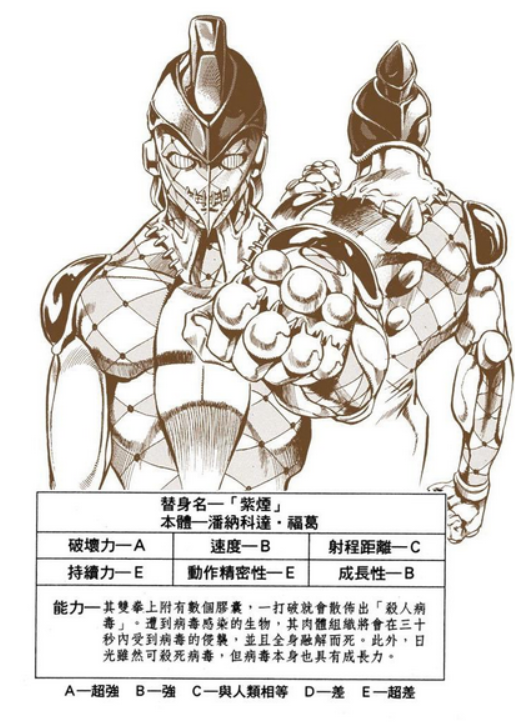 替身名—「紫煙」
本體—潘納科達・福葛
破壞力—A 速度—B 射程距離—C
持續力—E 動作精密性—E 成長性—B
能力—其雙拳上附有數個膠囊，一打破就會散佈出「殺人病
毒」。遭到病毒感染的生物，其肉體組織將會在三十
秒內受到病毒的侵襲，並且全身融解而死。此外，日
光雖然可殺死病毒，但病毒本身也具有成長力。
A—超強 B—強 C—與人類相等 D—差 E—超差